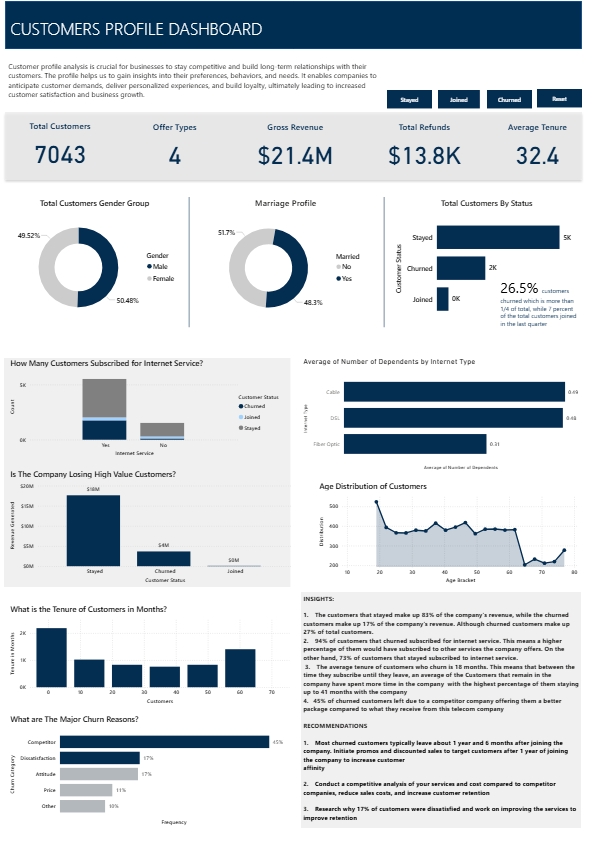 CUSTOMERS PROFILE DASHBOARD
Customer profile analysis is crucial for businesses to stay competitive and build long-term relationships with their
customers. The profile helps us to gain insights into their preferences, behaviors, and needs. It enables companies to
anticipate customer demands, deliver personalized experiences, and build loyalty, ultimately leading to increased
customer satisfaction and business growth.
Stayed Joined Churned Reset
Total Customers Offer Types Gross Revenue Total Refunds Average Tenure
7043 4 $21.4M $13.8K 32.4
Total Customers Gender Group
49.52%
50.48%
Gender
Male
Female
Marriage Profile
51.7%
48.3%
Married
No
Yes
Total Customers By Status
Customer Status
Stayed 5K
Churned 2K
Joined 0K
26.5% customers
churned which is more than
1/4 of total, while 7 percent
of the total customers joined
in the last quarter
How Many Customers Subscribed for Internet Service?
Count
5K
0K
Yes No
Internet Service
Customer Status
Churned
Joined
Stayed
Average of Number of Dependents by Internet Type
Internet Type
Cable 0.49
DSL 0.48
Fiber Optic 0.31
Average of Number of Dependents
Is The Company Losing High Value Customers?
Revenue Generated
$20M
$15M
$10M
$5M
$0M
$18M
$4M
$0M
Stayed Churned Joined
Customer Status
Age Distribution of Customers
Distribution
500
400
300
200
10 20 30 40 50 60 70 80
Age Bracket
What is the Tenure of Customers in Months?
Tenure in Months
2K
1K
0K
0 10 20 30 40 50 60 70
Customers
What are The Major Churn Reasons?
Churn Category
Competitor 45%
Dissatisfaction 17%
Attitude 17%
Price 11%
Other 10%
Frequency
INSIGHTS:
1. The customers that stayed make up 83% of the company's revenue, while the churned
customers make up 17% of the company's revenue. Although churned customers make up
27% of total customers.
2. 94% of customers that churned subscribed for internet service. This means a higher
percentage of them would have subscribed to other services the company offers. On the
other hand, 73% of customers that stayed subscribed to internet service.
3. The average tenure of customers who churn is 18 months. This means that between the
time they subscribe until they leave, an average of the Customers that remain in the
company have spent more time in the company with the highest percentage of them staying
up to 41 months with the company
4. 45% of churned customers left due to a competitor company offering them a better
package compared to what they receive from this telecom company
RECOMMENDATIONS
1. Most churned customers typically leave about 1 year and 6 months after joining the
company. Initiate promos and discounted sales to target customers after 1 year of joining
the company to increase customer
affinity
2. Conduct a competitive analysis of your services and cost compared to competitor
companies, reduce sales costs, and increase customer retention
3. Research why 17% of customers were dissatified and work on improving the services to
improve retention